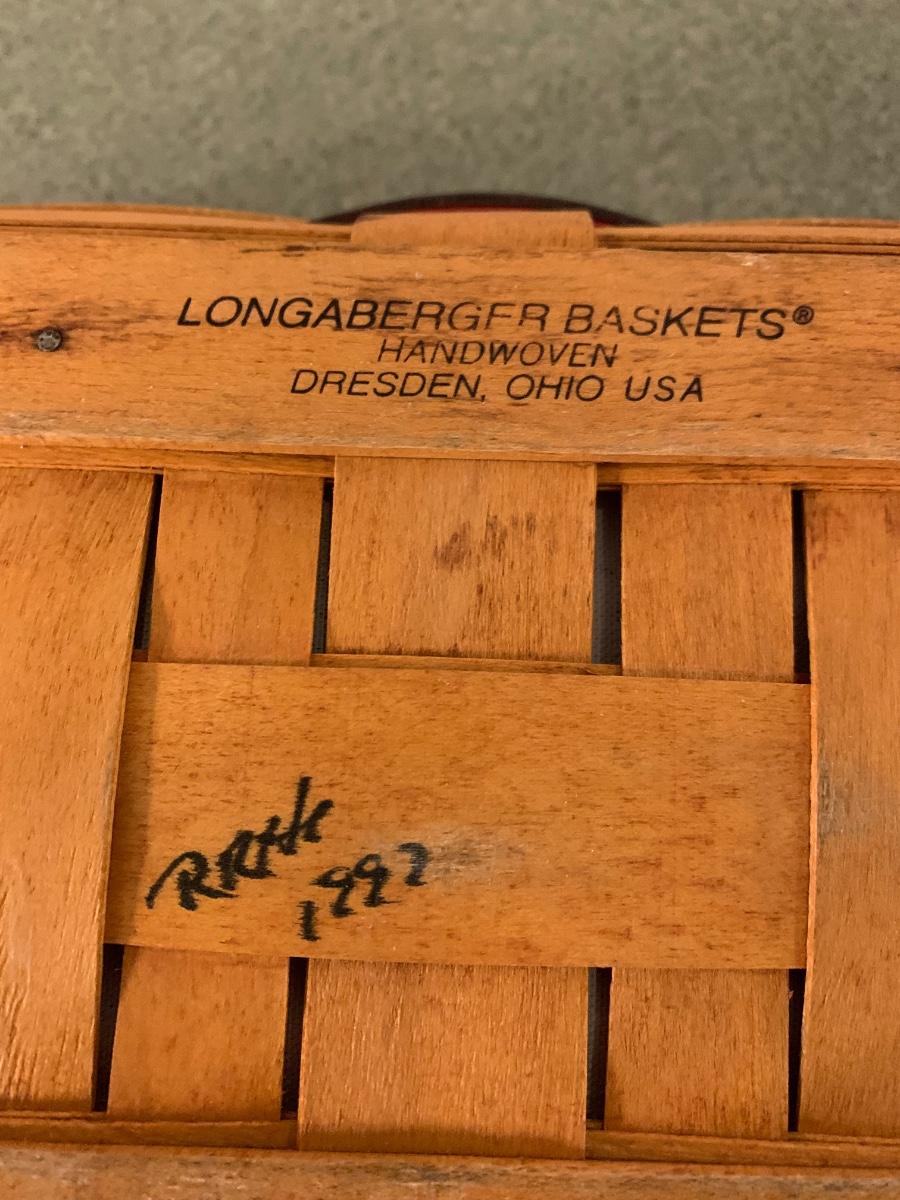 LONGABERGER BASKETS®
HANDWOVEN
DRESDEN, OHIO USA
1992